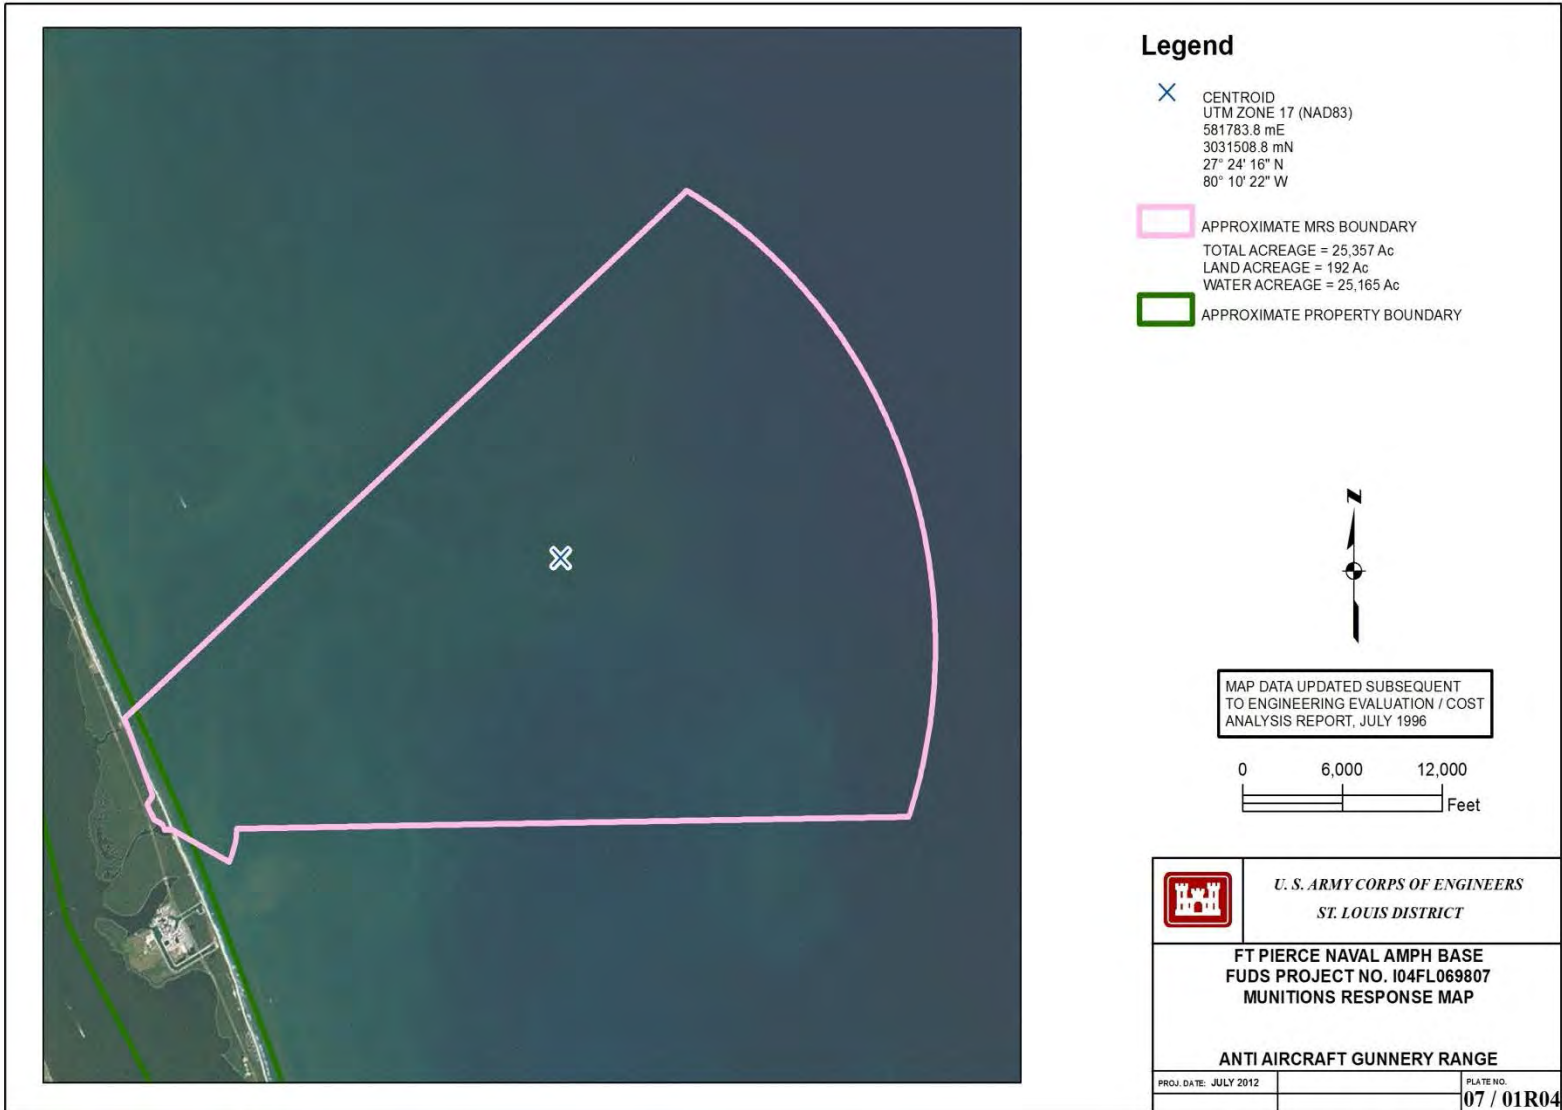 Legend
CENTROID
UTM ZONE 17 (NAD83)
581783.8 mE
3031508.8 mN
27° 24' 16" N
80° 10' 22" W
APPROXIMATE MRS BOUNDARY
TOTAL ACREAGE = 25,357 Ac
LAND ACREAGE = 192 Ac
WATER ACREAGE = 25,165 Ac
APPROXIMATE PROPERTY BOUNDARY
N
MAP DATA UPDATED SUBSEQUENT
TO ENGINEERING EVALUATION / COST
ANALYSIS REPORT, JULY 1996
0 6,000 12,000
Feet
U. S. ARMY CORPS OF ENGINEERS
ST. LOUIS DISTRICT
FT PIERCE NAVAL AMPH BASE
FUDS PROJECT NO. I04FL069807
MUNITIONS RESPONSE MAP
ANTI AIRCRAFT GUNNERY RANGE
PROJ. DATE: JULY 2012
PLATE NO.
07 / 01R04